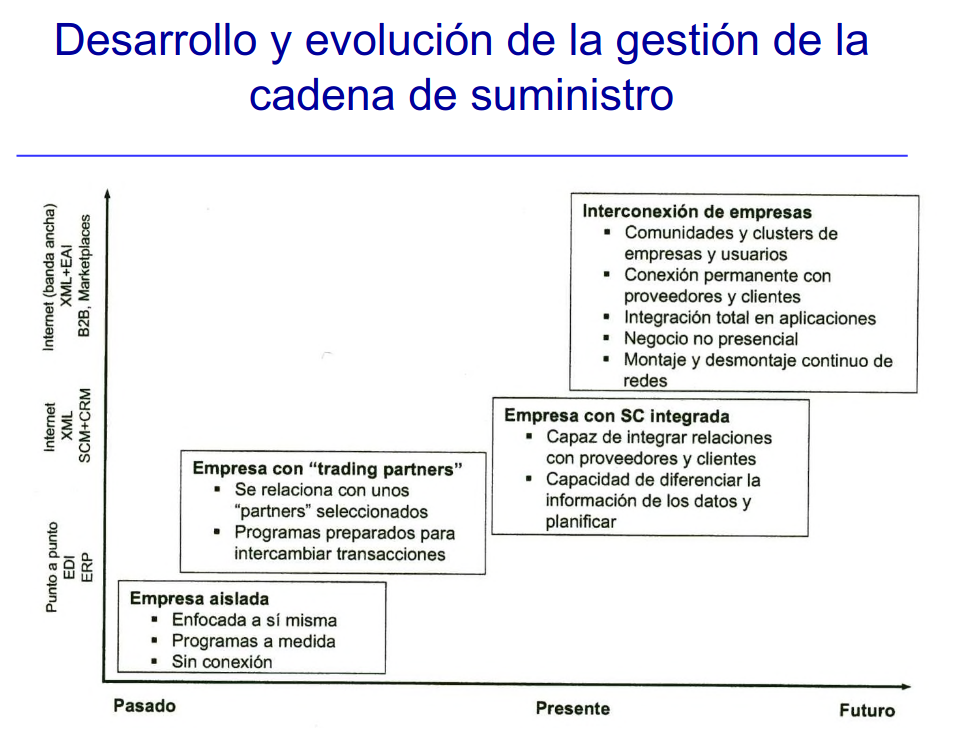 Desarrollo y evolución de la gestión de la
cadena de suministro
Internet (banda ancha)
XML+EAI
B2B, Marketplaces
Internet
XML
SCM+CRM
Punto a punto
EDI
ERP
Interconexión de empresas
▪ Comunidades y clusters de
empresas y usuarios
▪ Conexión permanente con
proveedores y clientes
▪ Integración total en aplicaciones
▪ Negocio no presencial
▪ Montaje y desmontaje continuo de
redes
Empresa con SC integrada
▪ Capaz de integrar relaciones
con proveedores y clientes
▪ Capacidad de diferenciar la
información de los datos y
planificar
Empresa con “trading partners”
▪ Se relaciona con unos
“partners” seleccionados
▪ Programas preparados para
intercambiar transacciones
Empresa aislada
▪ Enfocada a sí misma
▪ Programas a medida
▪ Sin conexión
Pasado
Presente
Futuro